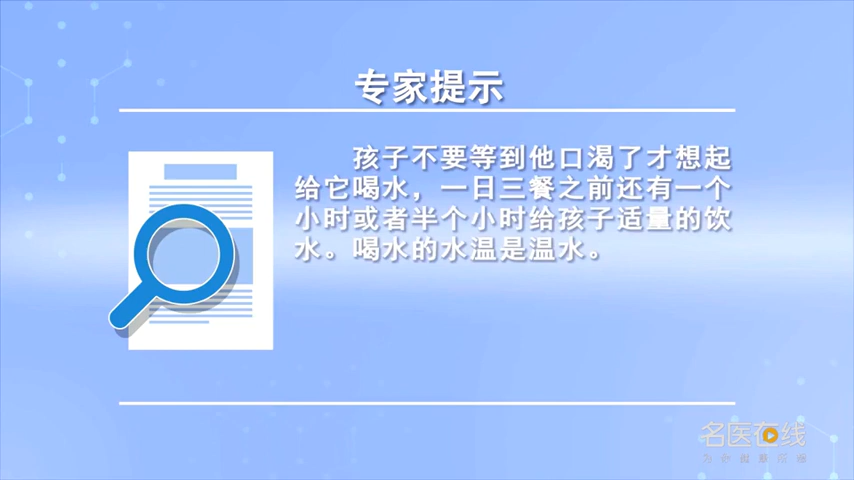 专家提示
孩子不要等到他口渴了才想起
给它喝水，一日三餐之前还有一个
小时或者半个小时给孩子适量的饮
水。喝水的水温是温水。
名医在线